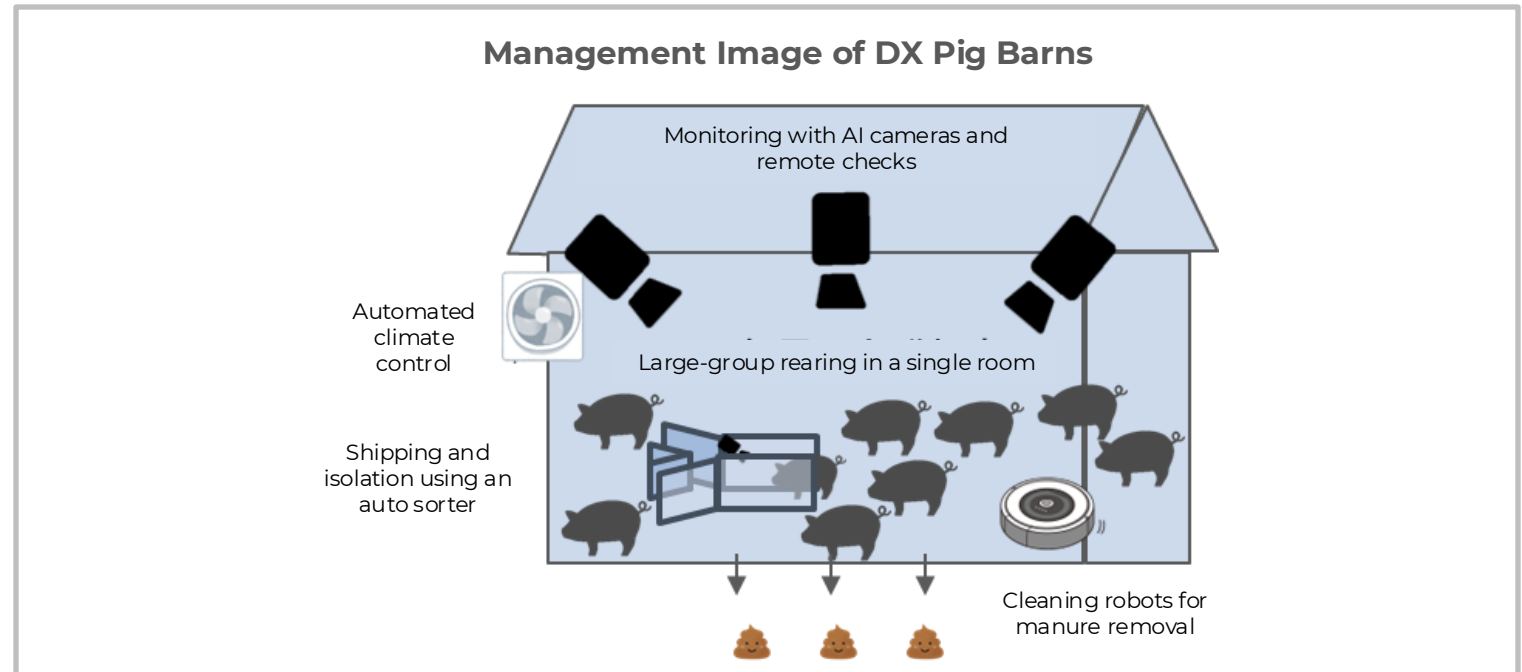 Management Image of DX Pig Barns
Monitoring with AI cameras and
remote checks
Automated
climate
control
Large-group rearing in a single room
Shipping and
isolation using an
auto sorter
Cleaning robots for
manure removal